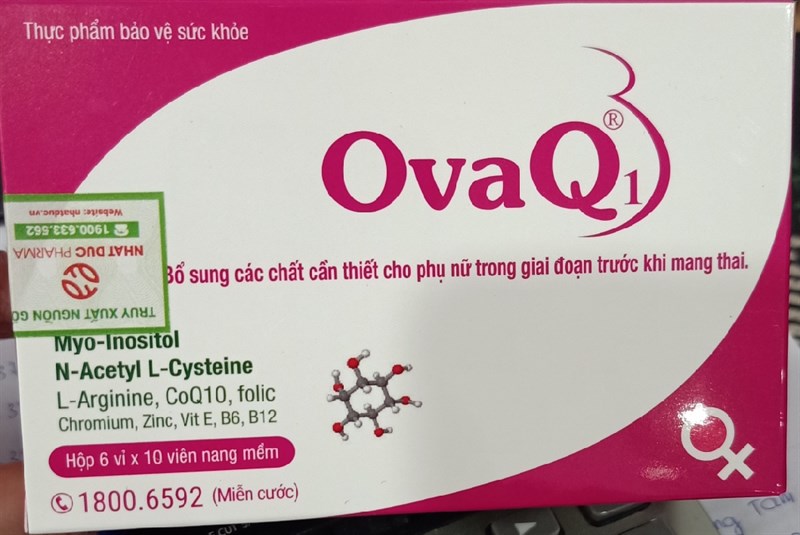 Thực phẩm bảo vệ sức khỏe
OvaQ1®
Bổ sung các chất cần thiết cho phụ nữ trong giai đoạn trước khi mang thai.
TRUY XUẤT NGUỒN GỐ
NHAT DUC PHARMA
1900.633.562
Website: nhatduc.vn
Myo-Inositol
N-Acetyl L-Cysteine
L-Arginine, CoQ10, folic
Chromium, Zinc, Vit E, B6, B12
Hộp 6 vỉ x 10 viên nang mềm
1800.6592 (Miễn cước)